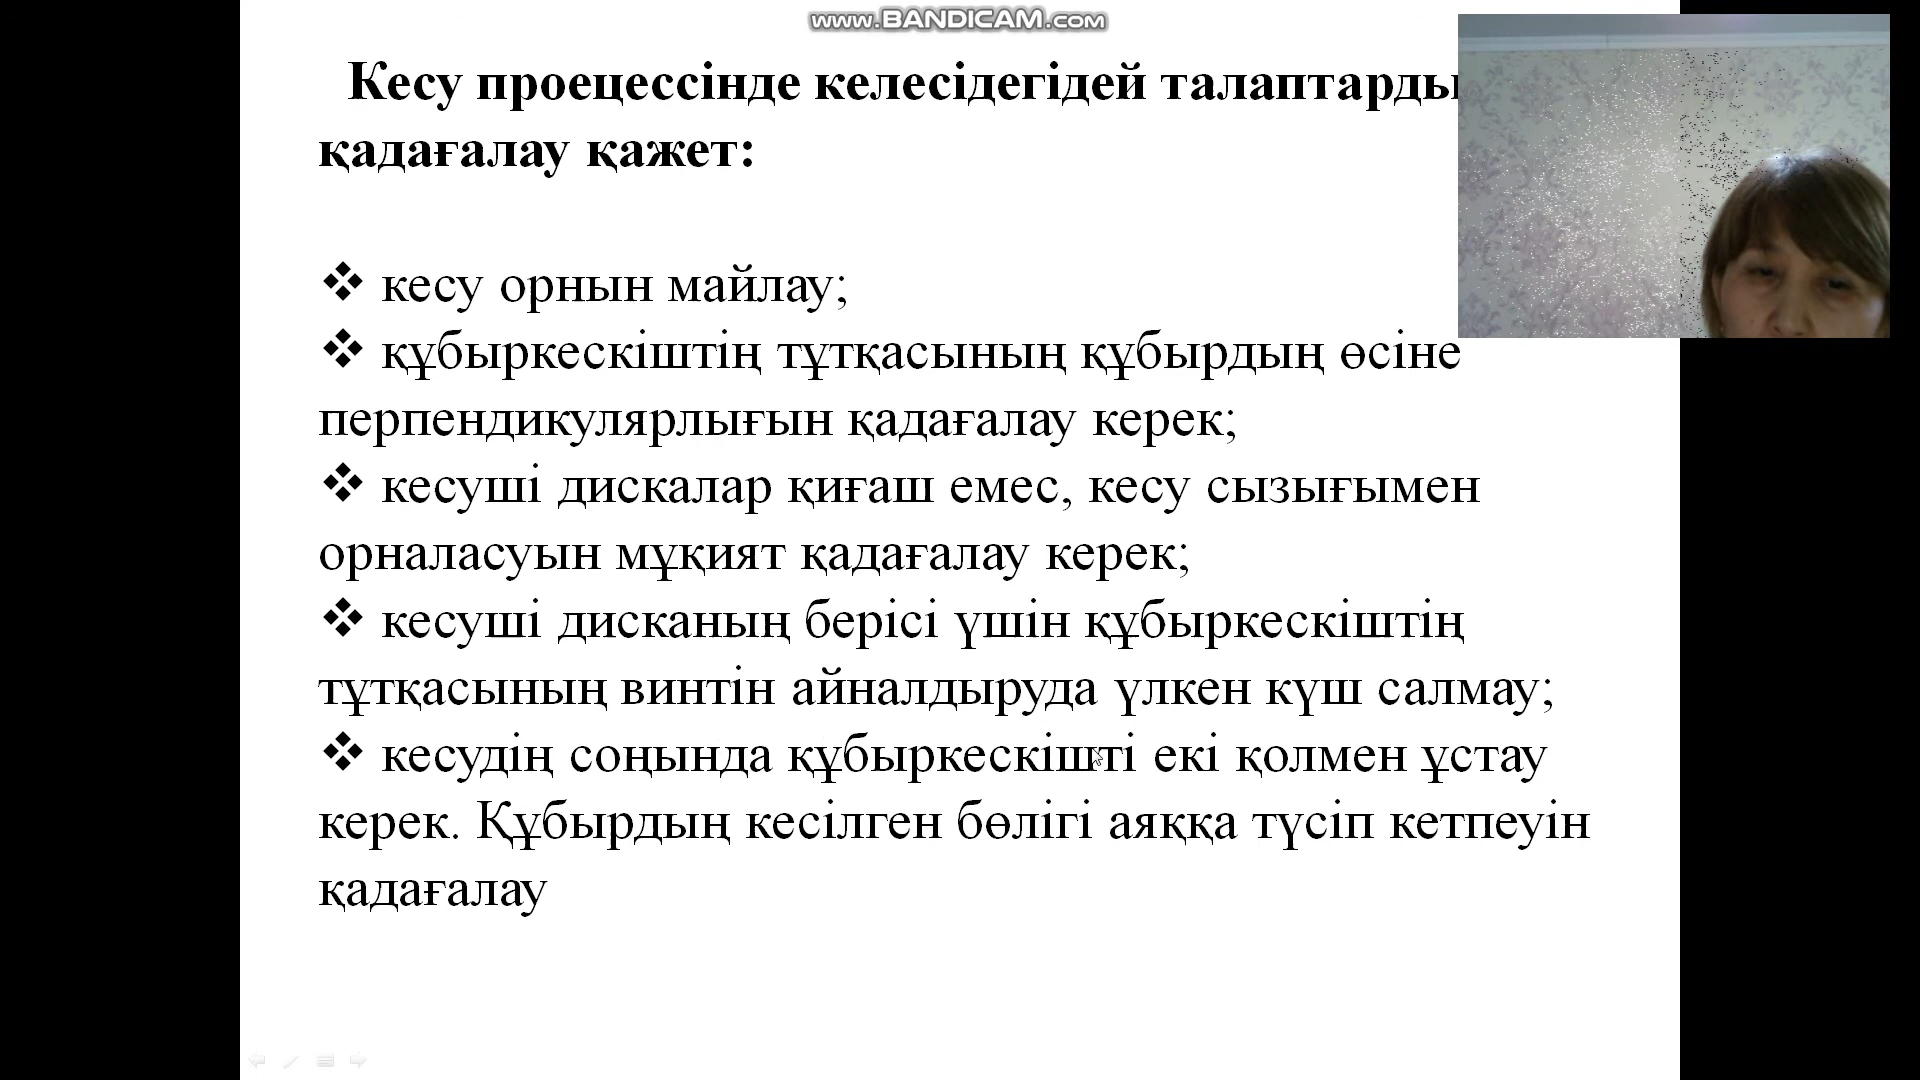 www.BANDICAM.com
Кесу проецессінде келесідегідей талаптарды
қадағалау қажет:
❖ кесу орнын майлау;
❖ құбыркескіштің тұтқасының құбырдың өсіне
перпендикулярлығын қадағалау керек;
❖ кесуші дискалар қиғаш емес, кесу сызығымен
орналасуын мұқият қадағалау керек;
❖ кесуші дисканың берісі үшін құбыркескіштің
тұтқасының винтін айналдыруда үлкен күш салмау;
❖ кесудің соңында құбыркескішті екі қолмен ұстау
керек. Құбырдың кесілген бөлігі аяққа түсіп кетпеуін
қадағалау